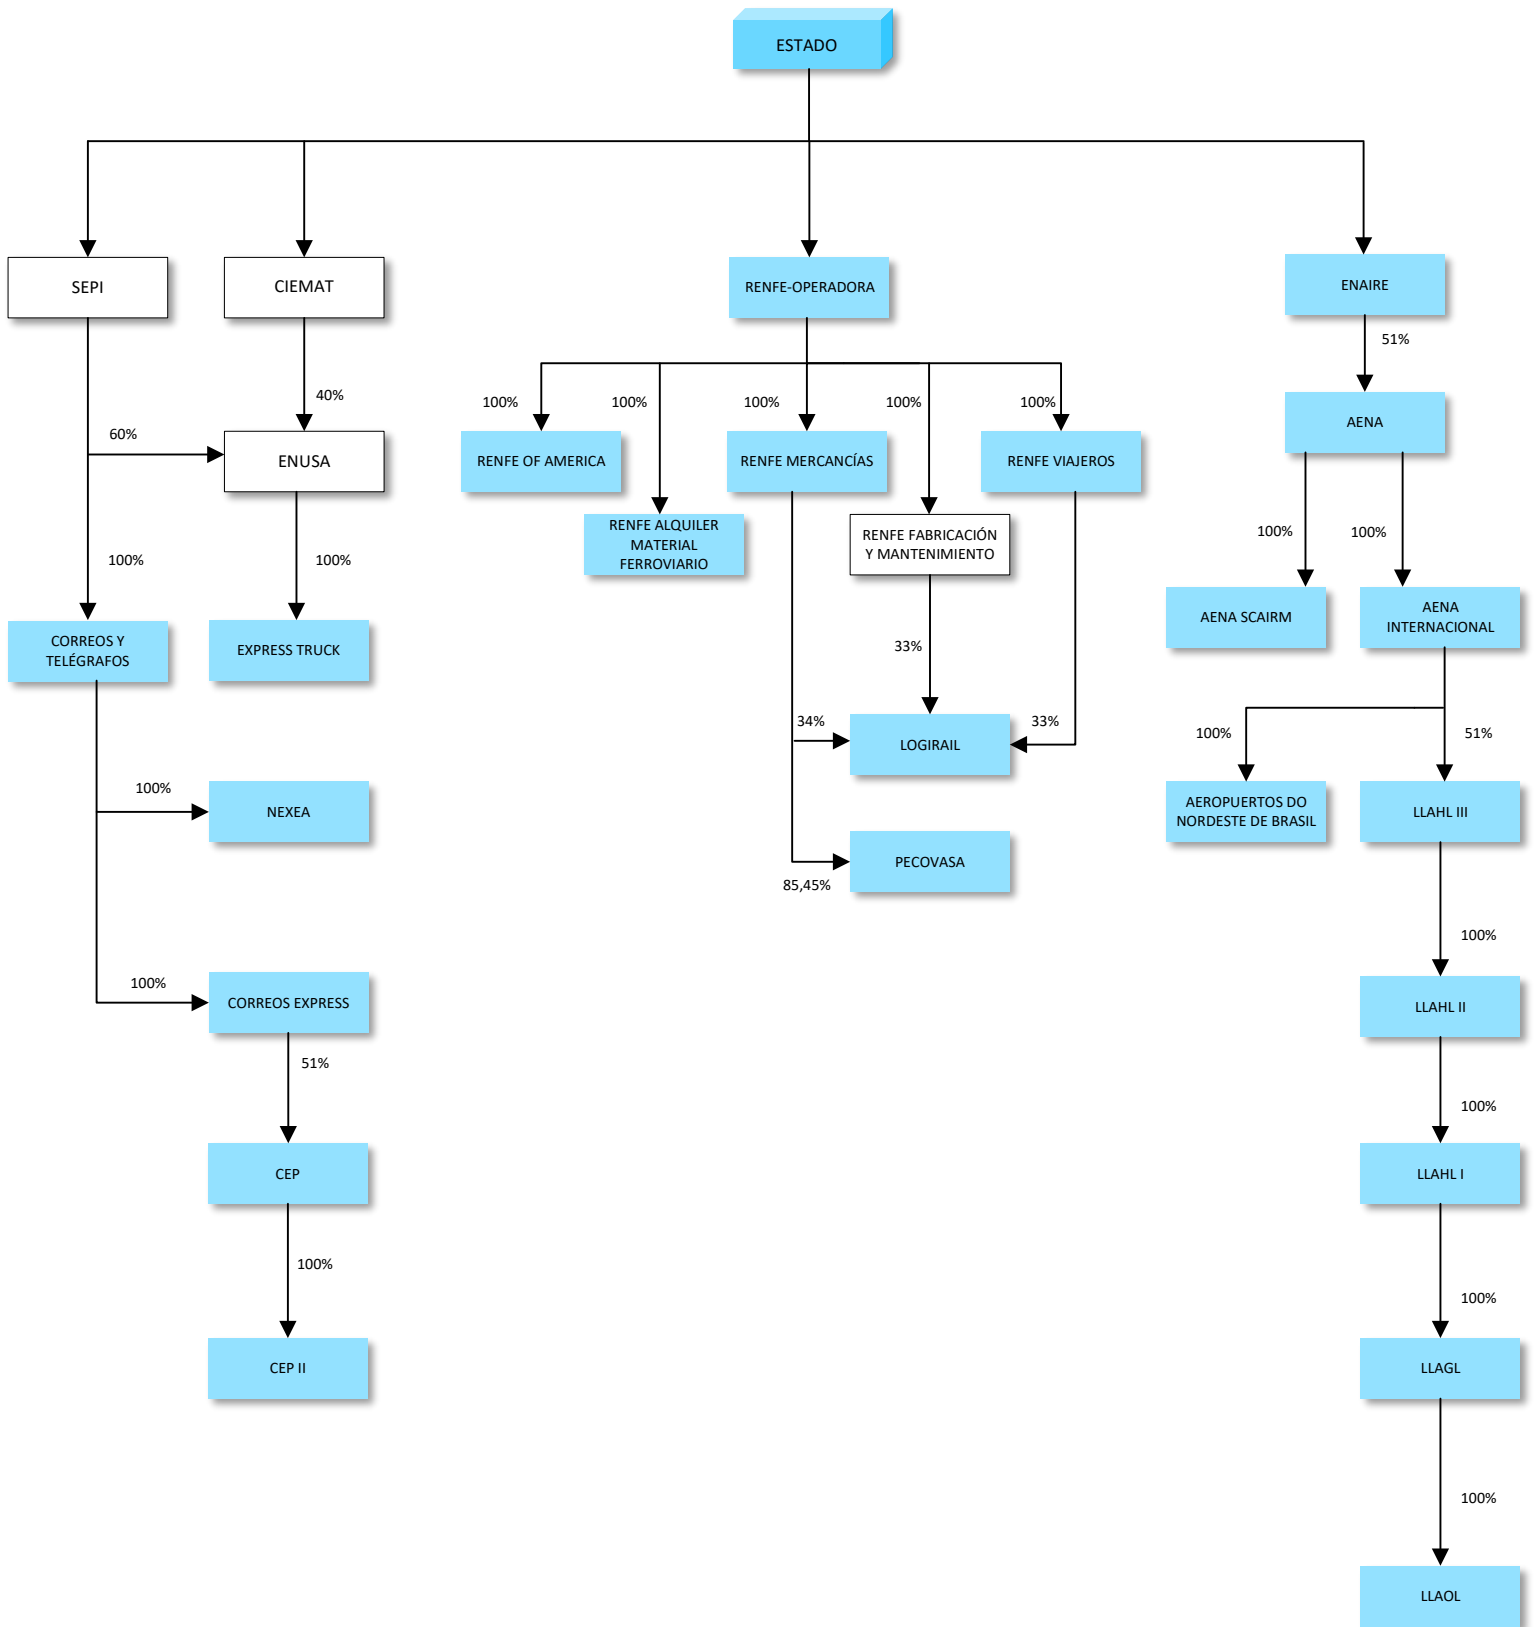 ESTADO
SEPI
CIEMAT
RENFE-OPERADORA
ENAIRE
51%
40%
100%
100%
100%
100%
100%
60%
ENUSA
RENFE OF AMERICA
RENFE MERCANCÍAS
RENFE VIAJEROS
AENA
RENFE ALQUILER
MATERIAL
FERROVIARIO
RENFE FABRICACIÓN
Y MANTENIMIENTO
100%
100%
100%
100%
CORREOS Y
TELÉGRAFOS
EXPRESS TRUCK
33%
AENA SCAIRM
AENA
INTERNACIONAL
34%
LOGIRAIL
33%
100%
51%
100%
NEXEA
AEROPUERTOS DO
NORDESTE DE BRASIL
LLAHL III
PECOVASA
85,45%
100%
100%
CORREOS EXPRESS
LLAHL II
51%
100%
CEP
LLAHL I
100%
100%
CEP II
LLAGL
100%
LLAOL